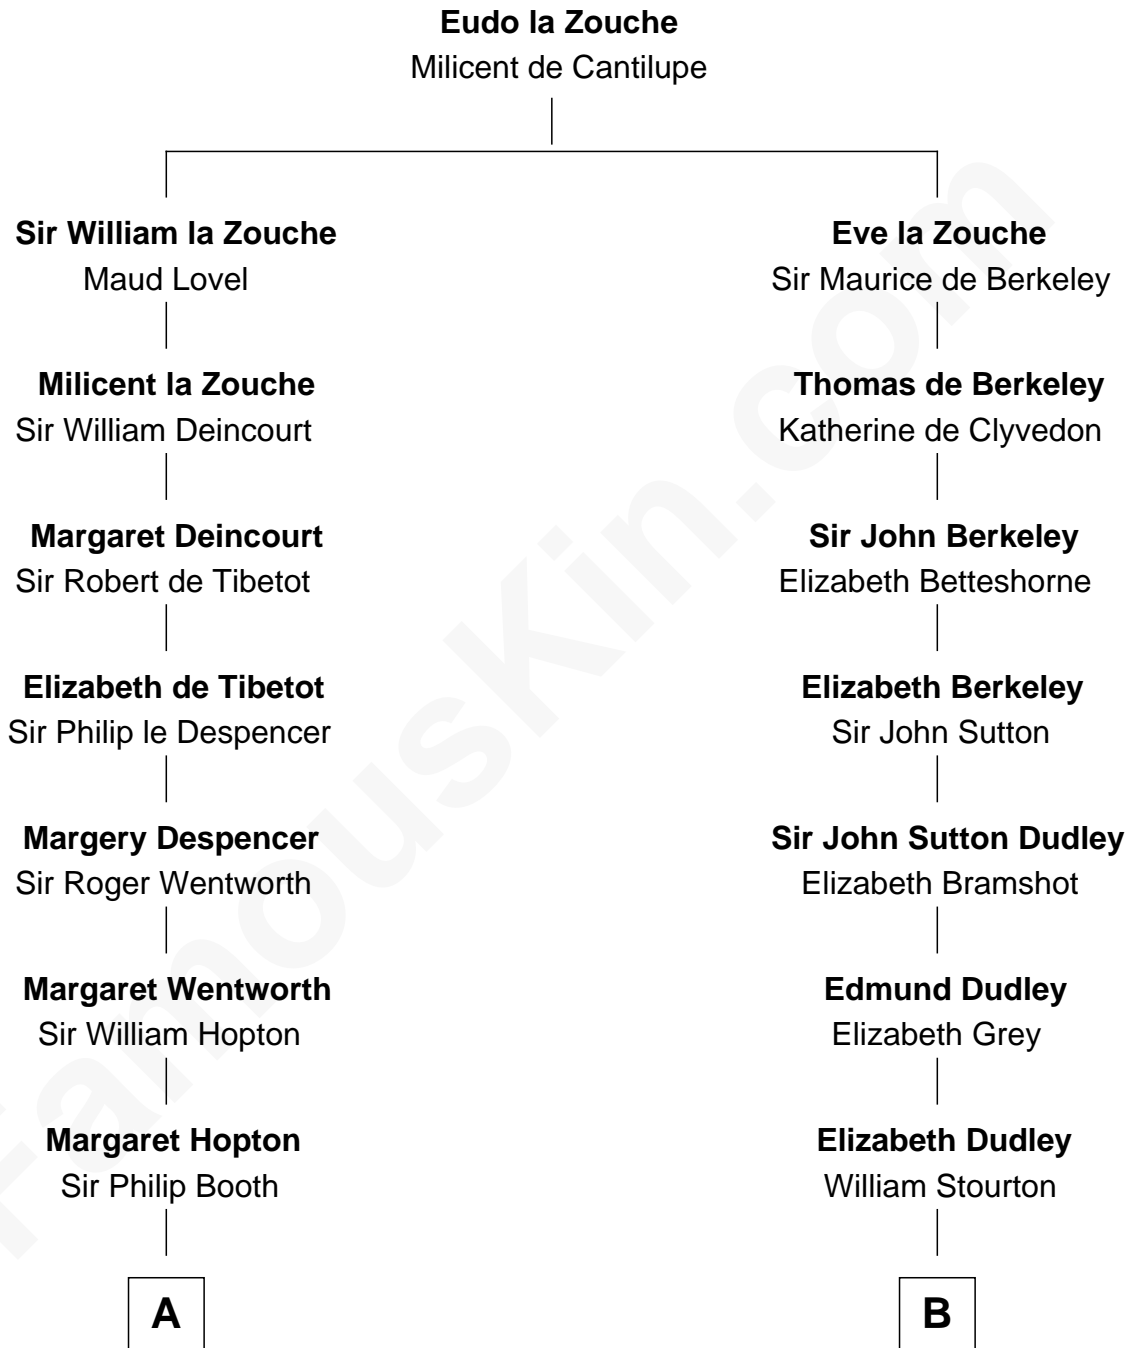 Eudo la Zouche
Milicent de Cantilupe
Sir William la Zouche
Maud Lovel
Eve la Zouche
Sir Maurice de Berkeley
Milicent la Zouche
Sir William Deincourt
Thomas de Berkeley
Katherine de Clyvedon
Margaret Deincourt
Sir Robert de Tibetot
Sir John Berkeley
Elizabeth Betteshorne
Elizabeth de Tibetot
Sir Philip le Despencer
Elizabeth Berkeley
Sir John Sutton
Margery Despencer
Sir Roger Wentworth
Sir John Sutton Dudley
Elizabeth Bramshot
Margaret Wentworth
Sir William Hopton
Edmund Dudley
Elizabeth Grey
Margaret Hopton
Sir Philip Booth
Elizabeth Dudley
William Stourton
A
B
FamousKin.com